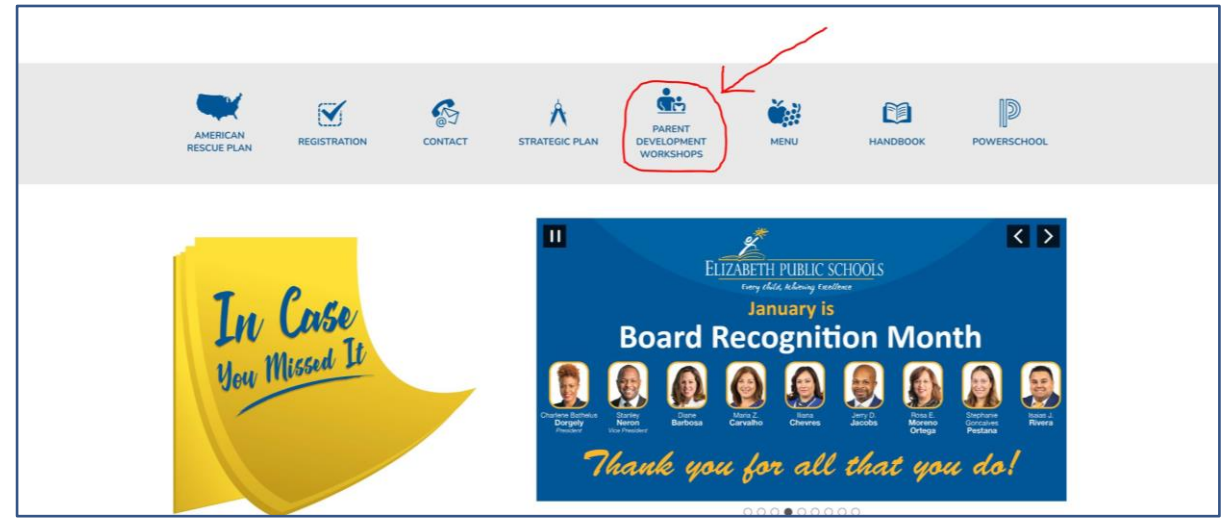 AMERICAN
RESCUE PLAN
REGISTRATION
CONTACT
STRATEGIC PLAN
PARENT
DEVELOPMENT
WORKSHOPS
MENU
HANDBOOK
POWERSCHOOL
In Case
You Missed It
ELIZABETH PUBLIC SCHOOLS
Every Child, Achieving Excellence
January is
Board Recognition Month
Charlene Bathelus
Dorgely
President
Stanley
Neron
Vice President
Diane
Barbosa
Maria Z.
Carvalho
Iliana
Chevres
Jerry D.
Jacobs
Rosa E.
Moreno
Ortega
Stephanie
Goncalves
Pestana
Isaias J.
Rivera
Thank you for all that you do!